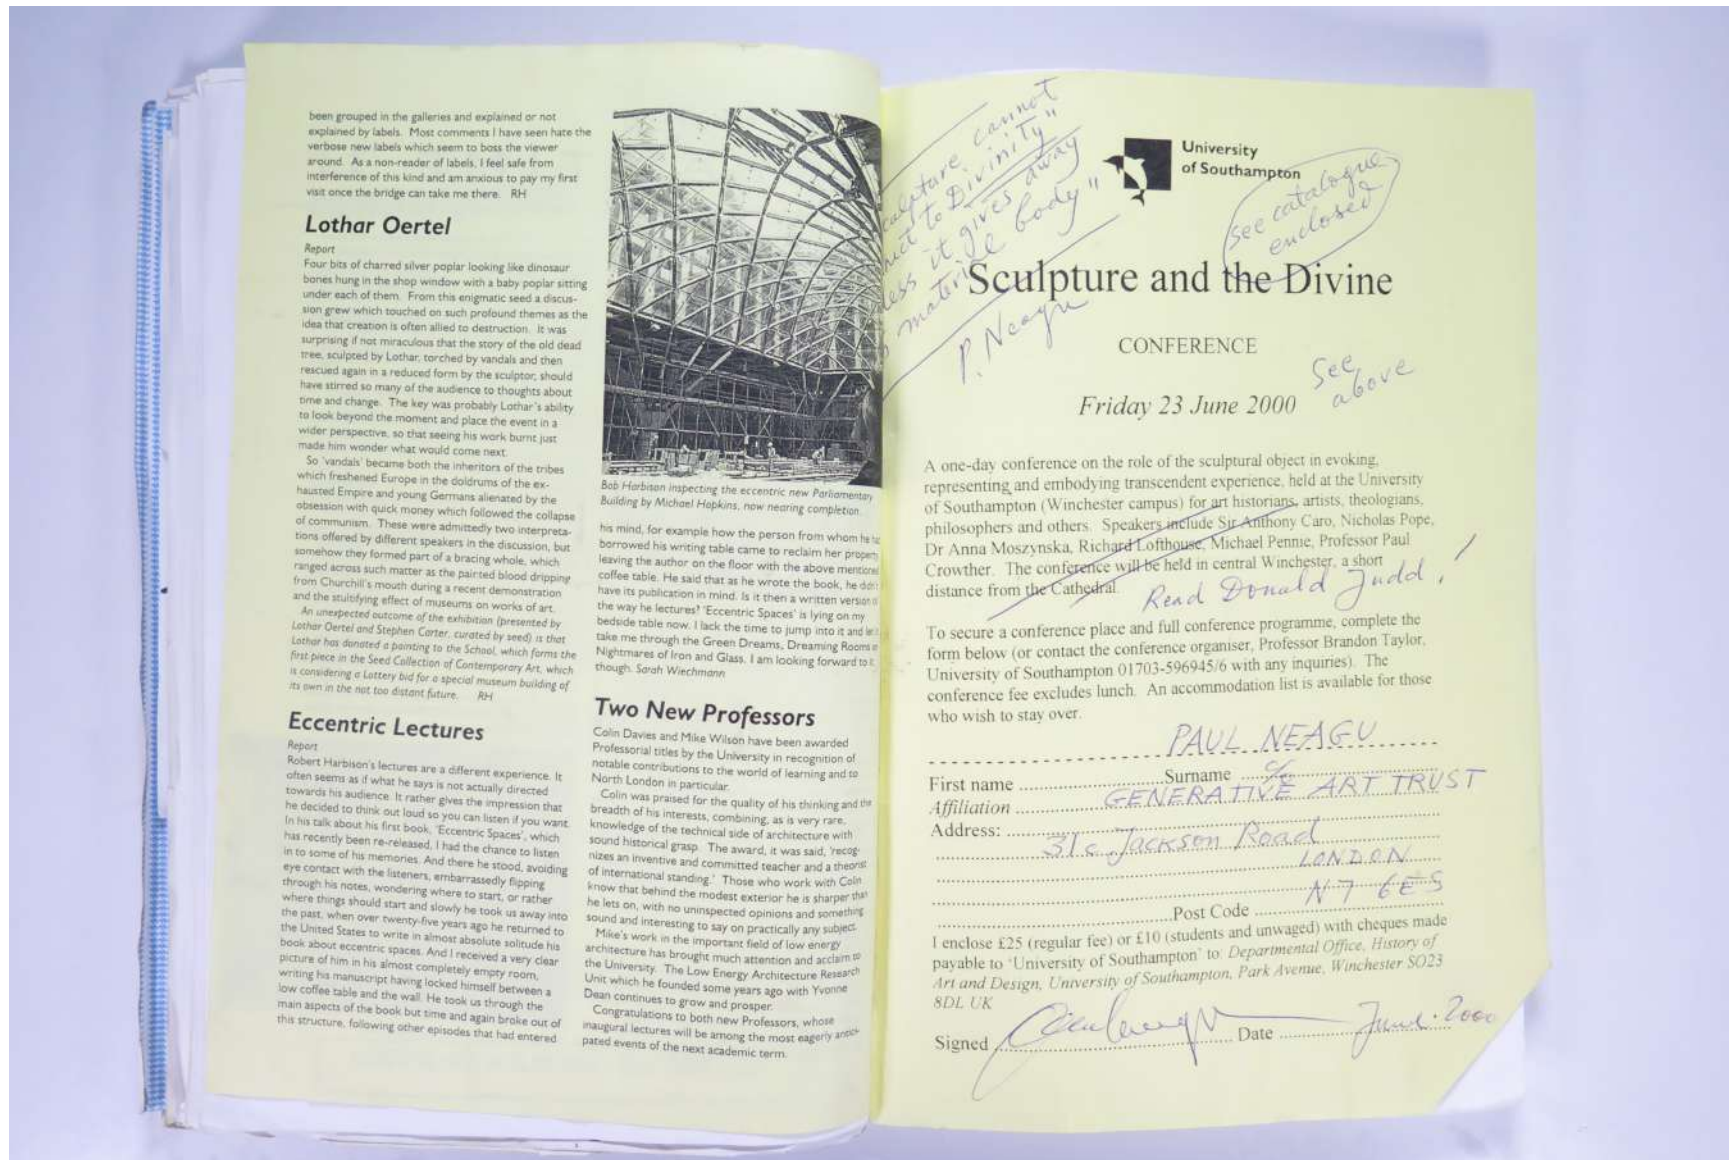 been grouped in the galleries and explained or not
explained by labels. Most comments I have seen hate the
verbose new labels which seem to boss the viewer
around. As a non-reader of labels, I feel safe from
interference of this kind and am anxious to pay my first
visit once the bridge can take me there. RH
Lothar Oertel
Report
Four bits of charred silver poplar looking like dinosaur
bones hung in the shop window with a baby poplar sitting
under each of them. From this enigmatic seed a discus-
sion grew which touched on such profound themes as the
idea that creation is often allied to destruction. It was
surprising if not miraculous that the story of the old dead
tree, sculpted by Lothar, torched by vandals and then
rescued again in a reduced form by the sculptor, should
have stirred so many of the audience to thoughts about
time and change. The key was probably Lothar's ability
to look beyond the moment and place the event in a
wider perspective, so that seeing his work burnt just
made him wonder what would come next.
So 'vandals' became both the inheritors of the tribes
which freshened Europe in the doldrums of the ex-
hausted Empire and young Germans alienated by the
obsession with quick money which followed the collapse
of communism. These were admittedly two interpreta-
tions offered by different speakers in the discussion, but
somehow they formed part of a bracing whole, which
ranged across such matter as the painted blood dripping
from Churchill's mouth during a recent demonstration
and the stultifying effect of museums on works of art.
An unexpected outcome of the exhibition (presented by
Lothar Oertel and Stephen Carter, curated by seed) is that
Lothar has donated a painting to the School, which forms the
first piece in the Seed Collection of Contemporary Art, which
is considering a Lottery bid for a special museum building of
its own in the not too distant future. RH
Eccentric Lectures
Report
Robert Harbison's lectures are a different experience. It
often seems as if what he says is not actually directed
towards his audience. It rather gives the impression that
he decided to think out loud so you can listen if you want.
In his talk about his first book, 'Eccentric Spaces', which
has recently been re-released, I had the chance to listen
in to some of his memories. And there he stood, avoiding
eye contact with the listeners, embarrassedly flipping
through his notes, wondering where to start, or rather
where things should start and slowly he took us away into
the past, when over twenty-five years ago he returned to
the United States to write in almost absolute solitude his
book about eccentric spaces. And I received a very clear
picture of him in his almost completely empty room,
writing his manuscript having locked himself between a
low coffee table and the wall. He took us through the
main aspects of the book but time and again broke out of
this structure, following other episodes that had entered
Bob Harbison inspecting the eccentric new Parliamentary
Building by Michael Hopkins, now nearing completion.
his mind, for example how the person from whom he
borrowed his writing table came to reclaim her
leaving the author on the floor with the above mentioned
coffee table. He said that as he wrote the book, he didn't
have its publication in mind. Is it then a written version
the way he lectures? 'Eccentric Spaces' is lying on my
bedside table now. I lack the time to jump into it and
take me through the Green Dreams, Dreaming Rooms
Nightmares of Iron and Glass. I am looking forward to it
though. Sarah Wiechmann
Two New Professors
Colin Davies and Mike Wilson have been awarded
Professorial titles by the University in recognition of
notable contributions to the world of learning and to
North London in particular.
Colin was praised for the quality of his thinking and the
breadth of his interests, combining, as is very rare,
knowledge of the technical side of architecture with
sound historical grasp. The award, it was said, 'recog-
nizes an inventive and committed teacher and a theorist
of international standing.' Those who work with Colin
know that behind the modest exterior he is sharper than
he lets on, with no uninspected opinions and something
sound and interesting to say on practically any subject.
Mike's work in the important field of low energy
architecture has brought much attention and acclaim to
the University. The Low Energy Architecture Research
Unit which he founded some years ago with Yvonne
Dean continues to grow and prosper.
Congratulations to both new Professors, whose
inaugural lectures will be among the most eagerly antici-
pated events of the next academic term.
cannot
to Divinity"
it gives away
material body"
P. Neagu
University
of Southampton
see catalogue
enclosed
Sculpture and the Divine
CONFERENCE
See
above
Friday 23 June 2000
A one-day conference on the role of the sculptural object in evoking,
representing and embodying transcendent experience, held at the University
of Southampton (Winchester campus) for art historians, artists, theologians,
philosophers and others. Speakers include Sir Anthony Caro, Nicholas Pope,
Dr Anna Moszynska, Richard Lofthouse, Michael Pennie, Professor Paul
Crowther. The conference will be held in central Winchester, a short
distance from the Cathedral.
Read Donald Judd!
To secure a conference place and full conference programme, complete the
form below (or contact the conference organiser, Professor Brandon Taylor,
University of Southampton 01703-596945/6 with any inquiries). The
conference fee excludes lunch. An accommodation list is available for those
who wish to stay over.
PAUL NEAGU
First name Surname c/o
Affiliation GENERATIVE ART TRUST
Address:
31c Jackson Road
LONDON
N7 6ES
Post Code
I enclose £25 (regular fee) or £10 (students and unwaged) with cheques made
payable to 'University of Southampton' to: Departmental Office, History of
Art and Design, University of Southampton, Park Avenue, Winchester SO23
8DL UK
Signed Date June 2000